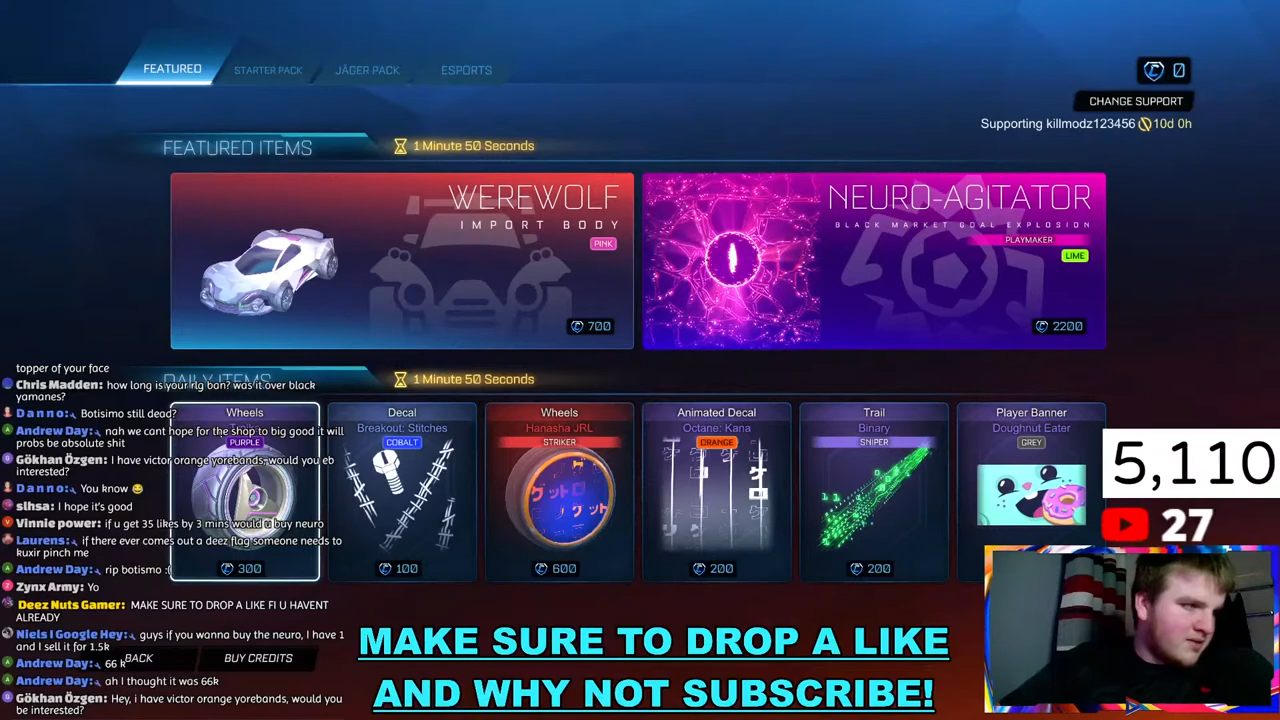 FEATURED
STARTER PACK
JÄGER PACK
ESPORTS
0
CHANGE SUPPORT
Supporting killmodz123456 10d 0h
FEATURED ITEMS
1 Minute 50 Seconds
WEREWOLF
IMPORT BODY
PINK
700
NEURO-AGITATOR
BLACK MARKET GOAL EXPLOSION
PLAYMAKER
LIME
2200
DAILY ITEMS
1 Minute 50 Seconds
Wheels
PURPLE
300
Decal
Breakout: Stitches
COBALT
100
Wheels
Hanasha JRL
STRIKER
ゲットロ
600
Animated Decal
Octane: Kana
ORANGE
200
Trail
Binary
SNIPER
200
Player Banner
Doughnut Eater
GREY
topper of your face
Chris Madden: how long is your rlg ban? was it over black
yamanes?
Danno: Botisimo still dead?
Andrew Day: nah we cant hope for the shop to big good it will
probs be absolute shit
Gökhan Özgen: I have victor orange yorebands, would you eb
interested?
Danno: You know 😂
slhsa: I hope it's good
Vinnie power: if u get 35 likes by 3 mins would u buy neuro
Laurens: if there ever comes out a deez flag someone needs to
kuxir pinch me
Andrew Day: rip botismo :(
Zynx Army: Yo
Deez Nuts Gamer: MAKE SURE TO DROP A LIKE FI U HAVENT
ALREADY
Niels I Google Hey: guys if you wanna buy the neuro, I have 1
and I sell it for 1.5k
Andrew Day: 66 k
Andrew Day: ah I thought it was 66k
Gökhan Özgen: Hey, i have victor orange yorebands, would you
be interested?
BACK
BUY CREDITS
5,110
27
MAKE SURE TO DROP A LIKE
AND WHY NOT SUBSCRIBE!